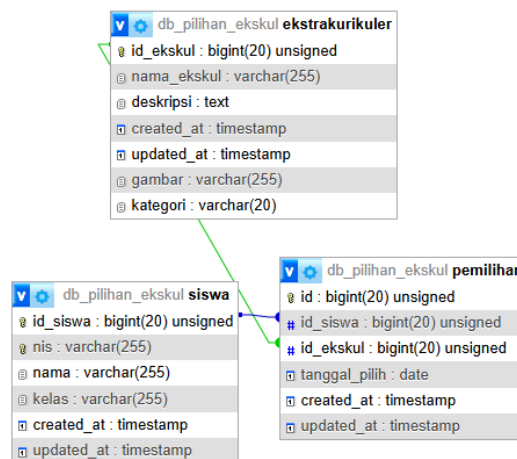 db_pilihan_ekskul ekstrakurikuler
id_ekskul : bigint(20) unsigned
nama_ekskul : varchar(255)
deskripsi : text
created_at : timestamp
updated_at : timestamp
gambar : varchar(255)
kategori : varchar(20)
db_pilihan_ekskul siswa
id_siswa : bigint(20) unsigned
nis : varchar(255)
nama : varchar(255)
kelas : varchar(255)
created_at : timestamp
updated_at : timestamp
db_pilihan_ekskul pemilihan
id : bigint(20) unsigned
id_siswa : bigint(20) unsigned
id_ekskul : bigint(20) unsigned
tanggal_pilih : date
created_at : timestamp
updated_at : timestamp